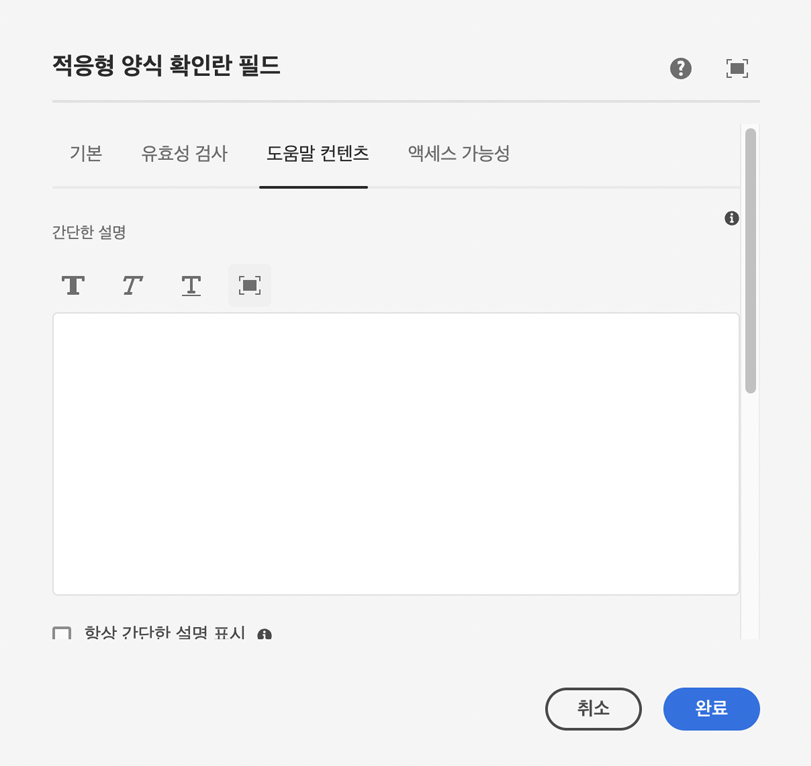 적응형 양식 확인란 필드
기본 유효성 검사 도움말 컨텐츠 액세스 가능성
간단한 설명
T T T
항상 간단한 설명 표시
취소 완료